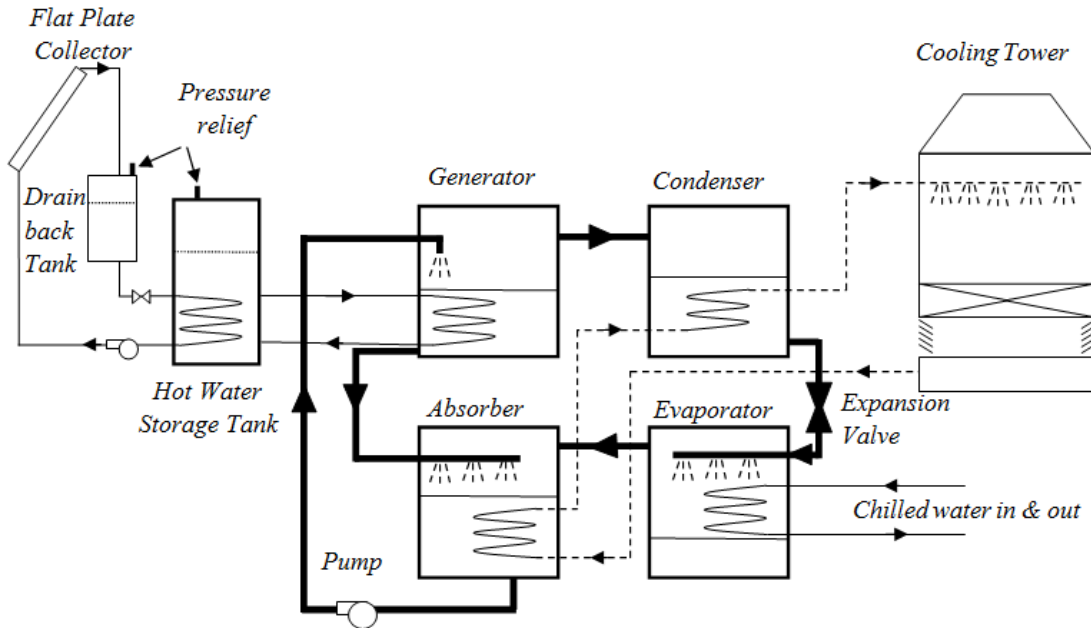 Flat Plate
Collector
Cooling Tower
Pressure
relief
Generator
Condenser
Drain
back
Tank
Hot Water
Storage Tank
Absorber
Evaporator
Expansion
Valve
Chilled water in & out
Pump